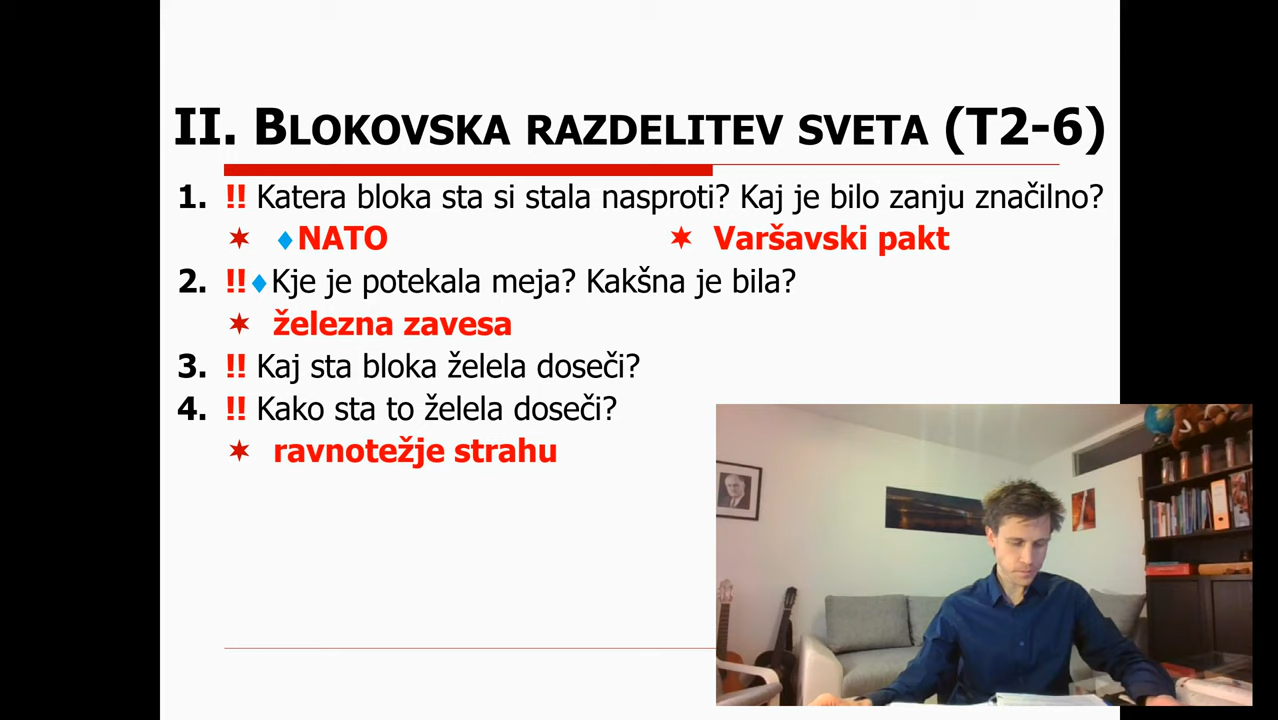 II. BLOKOVSKA RAZDELITEV SVETA (T2-6)
1. !! Katera bloka sta si stala nasproti? Kaj je bilo zanju značilno?
NATO Varšavski pakt
2. !! Kje je potekala meja? Kakšna je bila?
železna zavesa
3. !! Kaj sta bloka želela doseči?
4. !! Kako sta to želela doseči?
ravnotežje strahu